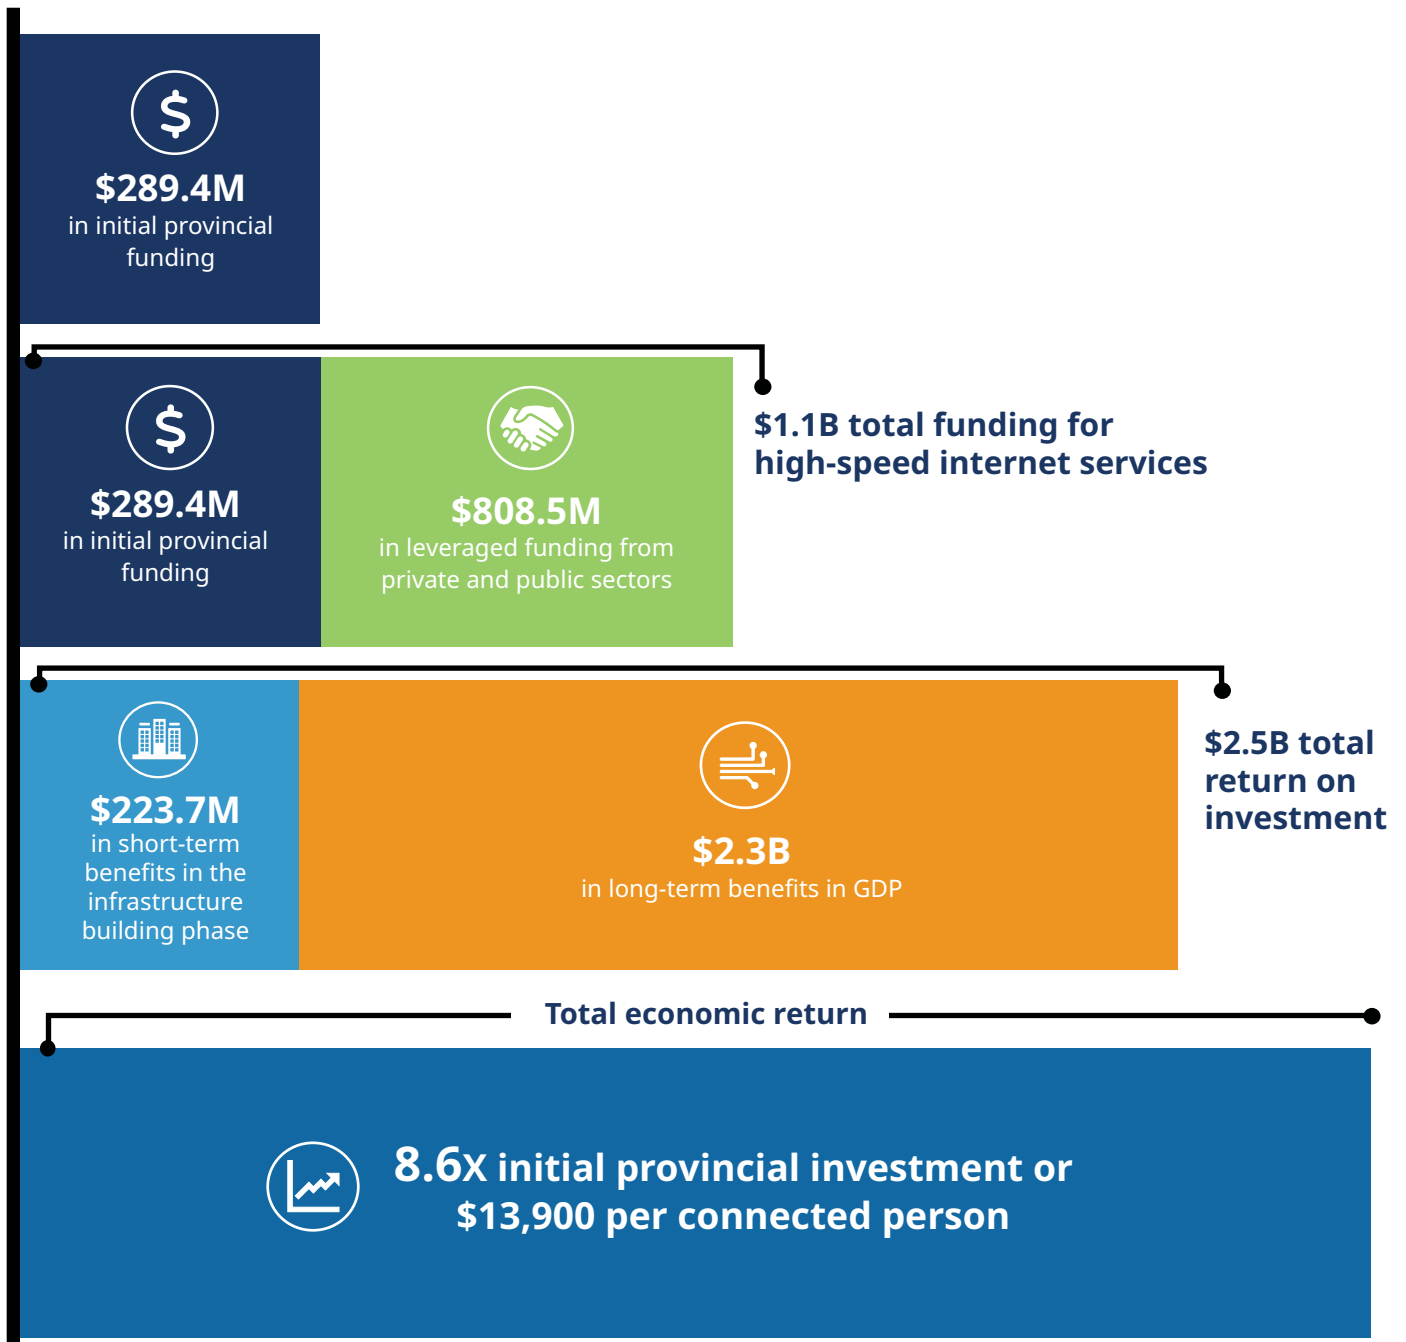 $289.4M
in initial provincial
funding
$289.4M
in initial provincial
funding
$808.5M
in leveraged funding from
private and public sectors
$1.1B total funding for
high-speed internet services
$223.7M
in short-term
benefits in the
infrastructure
building phase
$2.3B
in long-term benefits in GDP
$2.5B total
return on
investment
Total economic return
8.6X initial provincial investment or
$13,900 per connected person